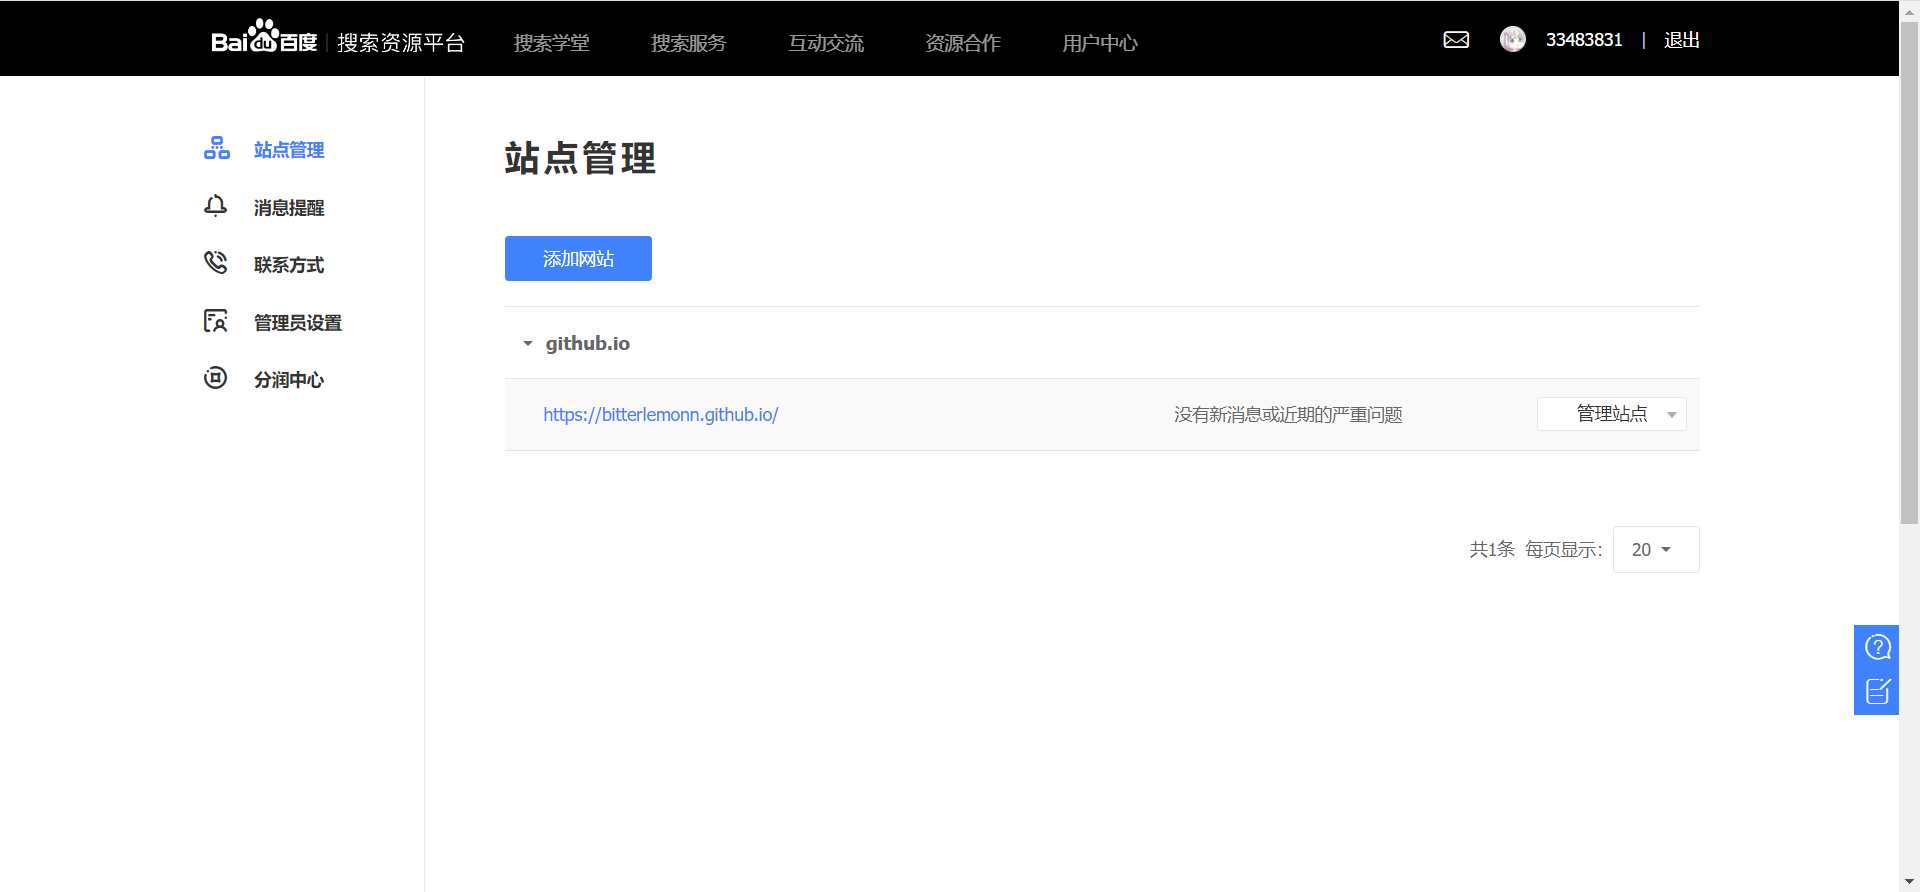 Bai du 百度 | 搜索资源平台 搜索学堂 搜索服务 互动交流 资源合作 用户中心 33483831 | 退出
站点管理
消息提醒
联系方式
管理员设置
分润中心
站点管理
添加网站
github.io
https://bitterlemonn.github.io/ 没有新消息或近期的严重问题 管理站点
共1条 每页显示: 20